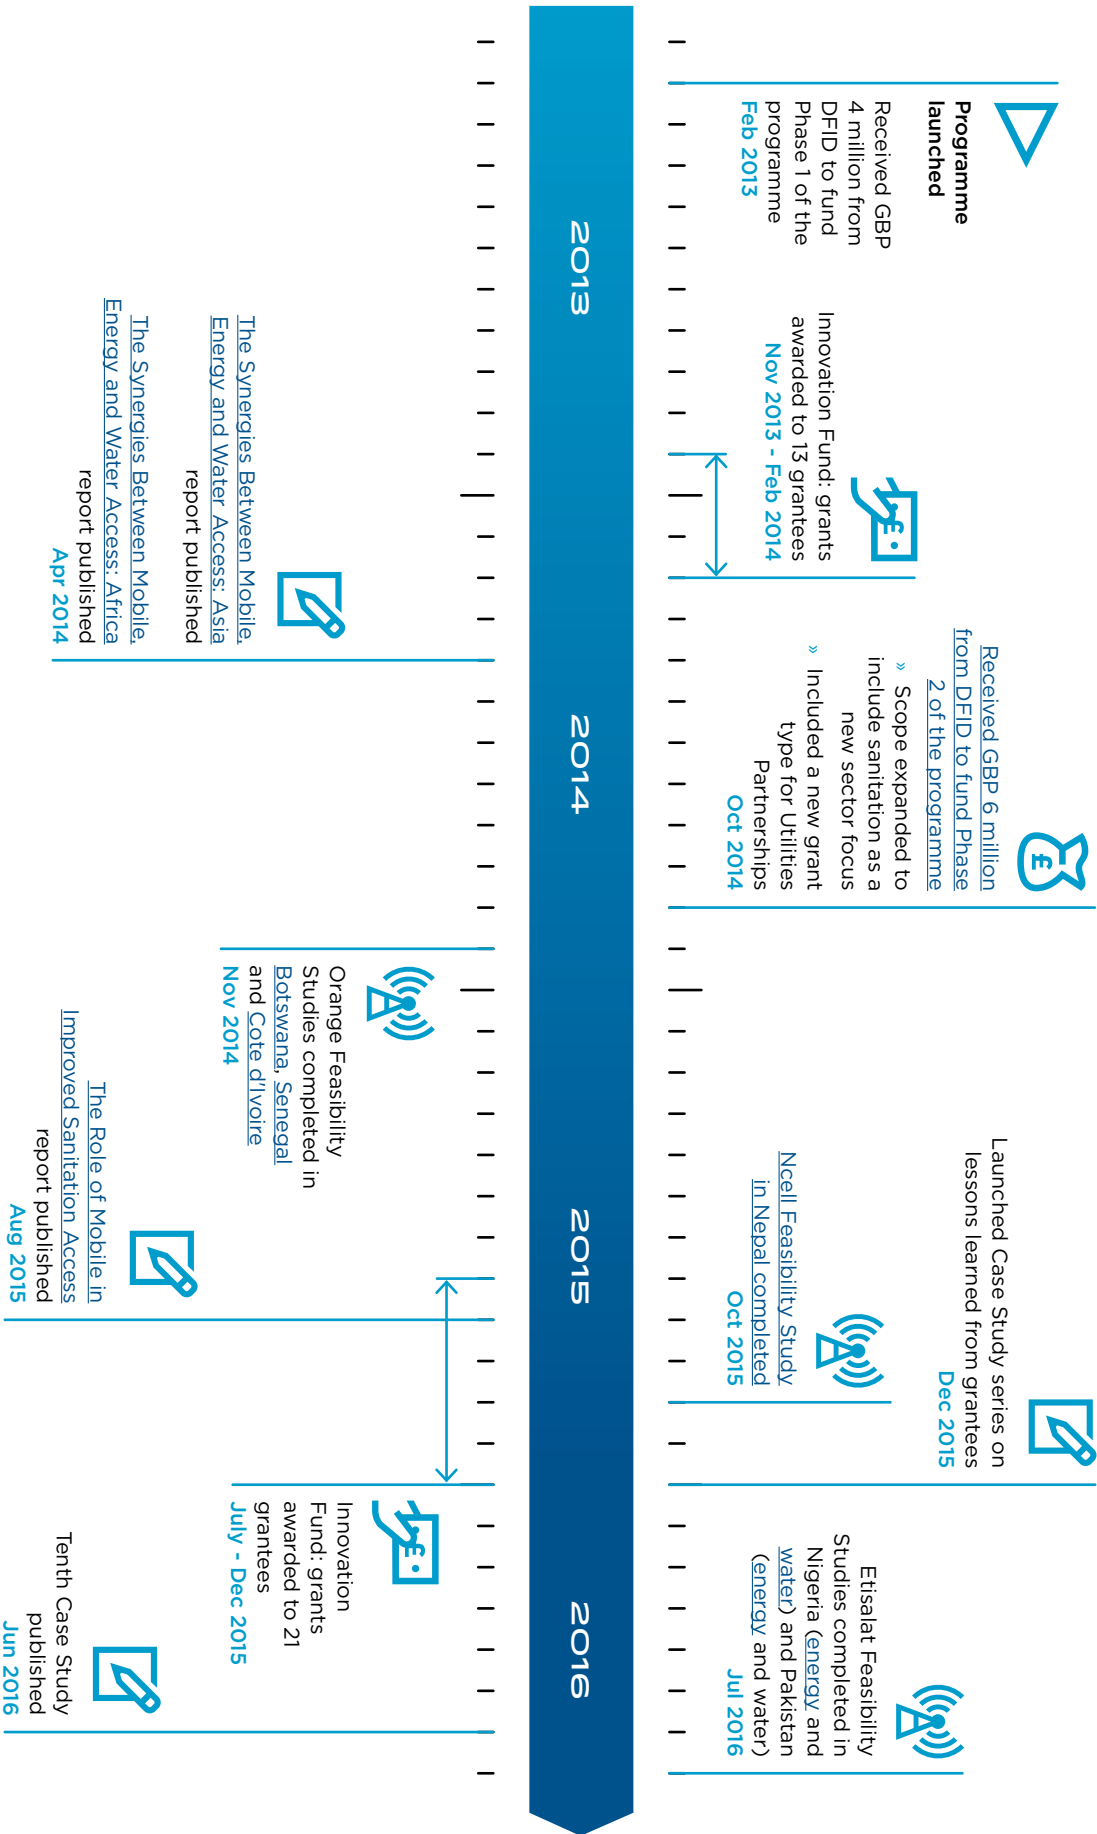 Programme
launched
Received GBP
4 million from
DFID to fund
Phase 1 of the
programme
Feb 2013
Innovation Fund: grants
awarded to 13 grantees
Nov 2013 - Feb 2014
£
Received GBP 6 million
from DFID to fund Phase
2 of the programme
» Scope expanded to
include sanitation as a
new sector focus
» Included a new grant
type for Utilities
Partnerships
Oct 2014
£
Launched Case Study series on
lessons learned from grantees
Dec 2015
Ncell Feasibility Study
in Nepal completed
Oct 2015
Etisalat Feasibility
Studies completed in
Nigeria (energy and
water) and Pakistan
(energy and water)
Jul 2016
2013
2014
2015
2016
The Synergies Between Mobile,
Energy and Water Access: Asia
report published
The Synergies Between Mobile,
Energy and Water Access: Africa
report published
Apr 2014
Orange Feasibility
Studies completed in
Botswana, Senegal
and Cote d'Ivoire
Nov 2014
The Role of Mobile in
Improved Sanitation Access
report published
Aug 2015
£
Innovation
Fund: grants
awarded to 21
grantees
July - Dec 2015
Tenth Case Study
published
Jun 2016